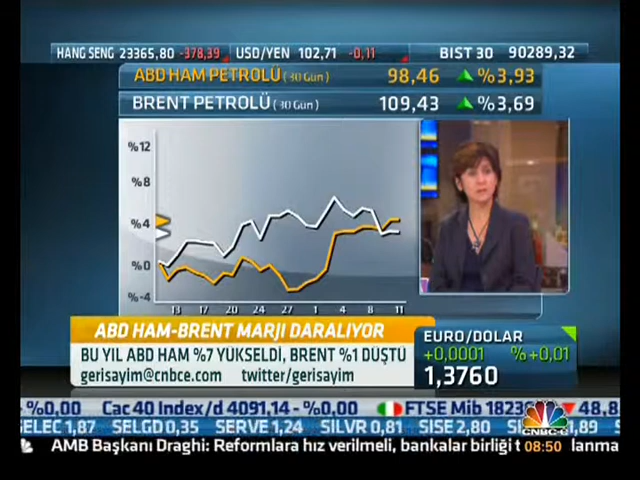 HANG SENG 23365,80 -378,39 USD/YEN 102,71 -0,11 BIST 30 90289,32
ABD HAM PETROLÜ (30 Gün) 98,46 %3,93
BRENT PETROLÜ (30 Gün) 109,43 %3,69
%12
%8
%4
%0
%-4
13 17 20 24 27 1 4 8 11
ABD HAM-BRENT MARJI DARALIYOR
BU YIL ABD HAM %7 YÜKSELDİ, BRENT %1 DÜŞTÜ
gerisayim@cnbce.com twitter/gerisayim
EURO/DOLAR
+0,0001 %+0,01
1,3760
%0,00 Cac 40 Index/d 4091,14 -%0,00 FTSE Mib 1823 48,8
SELEC 1,87 SELGD 0,35 SERVE 1,24 SILVR 0,81 SISE 2,80 1,89
CNBC-e
AMB Başkanı Draghi: Reformlara hız verilmeli, bankalar birliği t 08:50 lanma